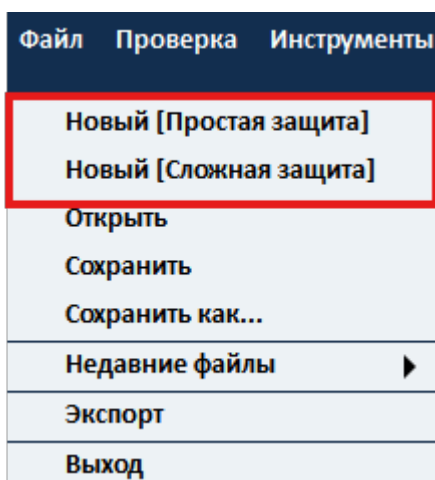 Файл Проверка Инструменты
Новый [Простая защита]
Новый [Сложная защита]
Открыть
Сохранить
Сохранить как...
Недавние файлы
Экспорт
Выход